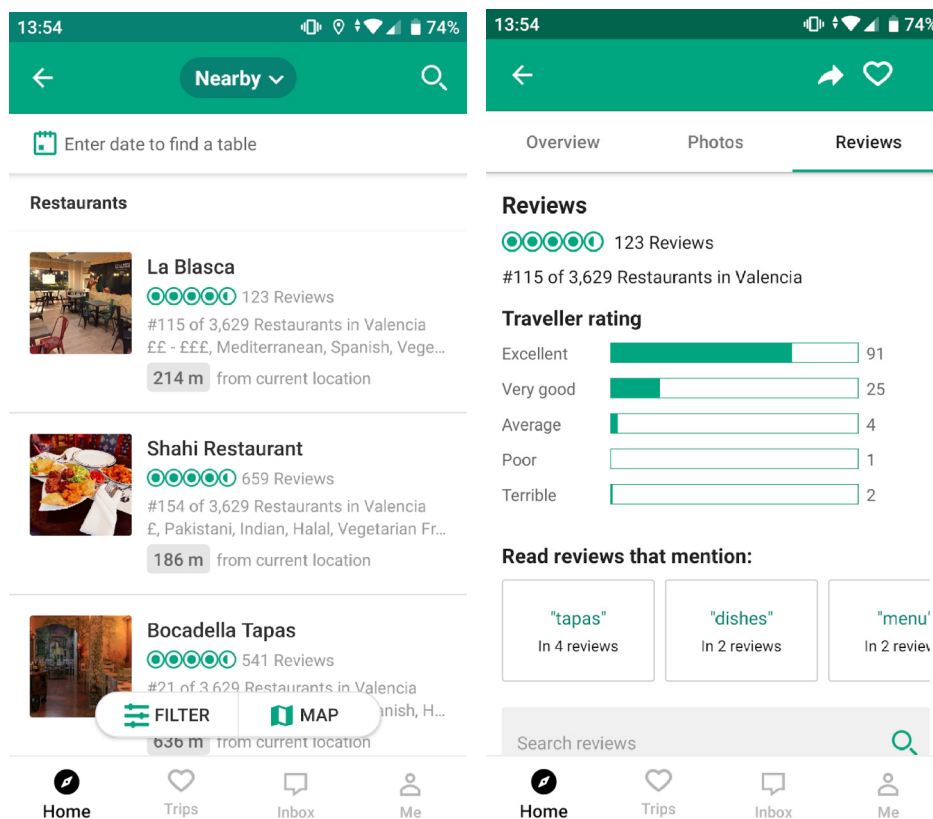 13:54
74%
Nearby
Enter date to find a table
Restaurants
La Blasca
123 Reviews
#115 of 3,629 Restaurants in Valencia
££ - £££, Mediterranean, Spanish, Vege...
214 m from current location
Shahi Restaurant
659 Reviews
#154 of 3,629 Restaurants in Valencia
£, Pakistani, Indian, Halal, Vegetarian Fr...
186 m from current location
Bocadella Tapas
541 Reviews
#21 of 3,629 Restaurants in Valencia
anish, H...
FILTER
MAP
636 m from current location
Home
Trips
Inbox
Me
13:54
74%
Overview
Photos
Reviews
Reviews
123 Reviews
#115 of 3,629 Restaurants in Valencia
Traveller rating
Excellent 91
Very good 25
Average 4
Poor 1
Terrible 2
Read reviews that mention:
"tapas"
In 4 reviews
"dishes"
In 2 reviews
"menu"
In 2 review
Search reviews
Home
Trips
Inbox
Me